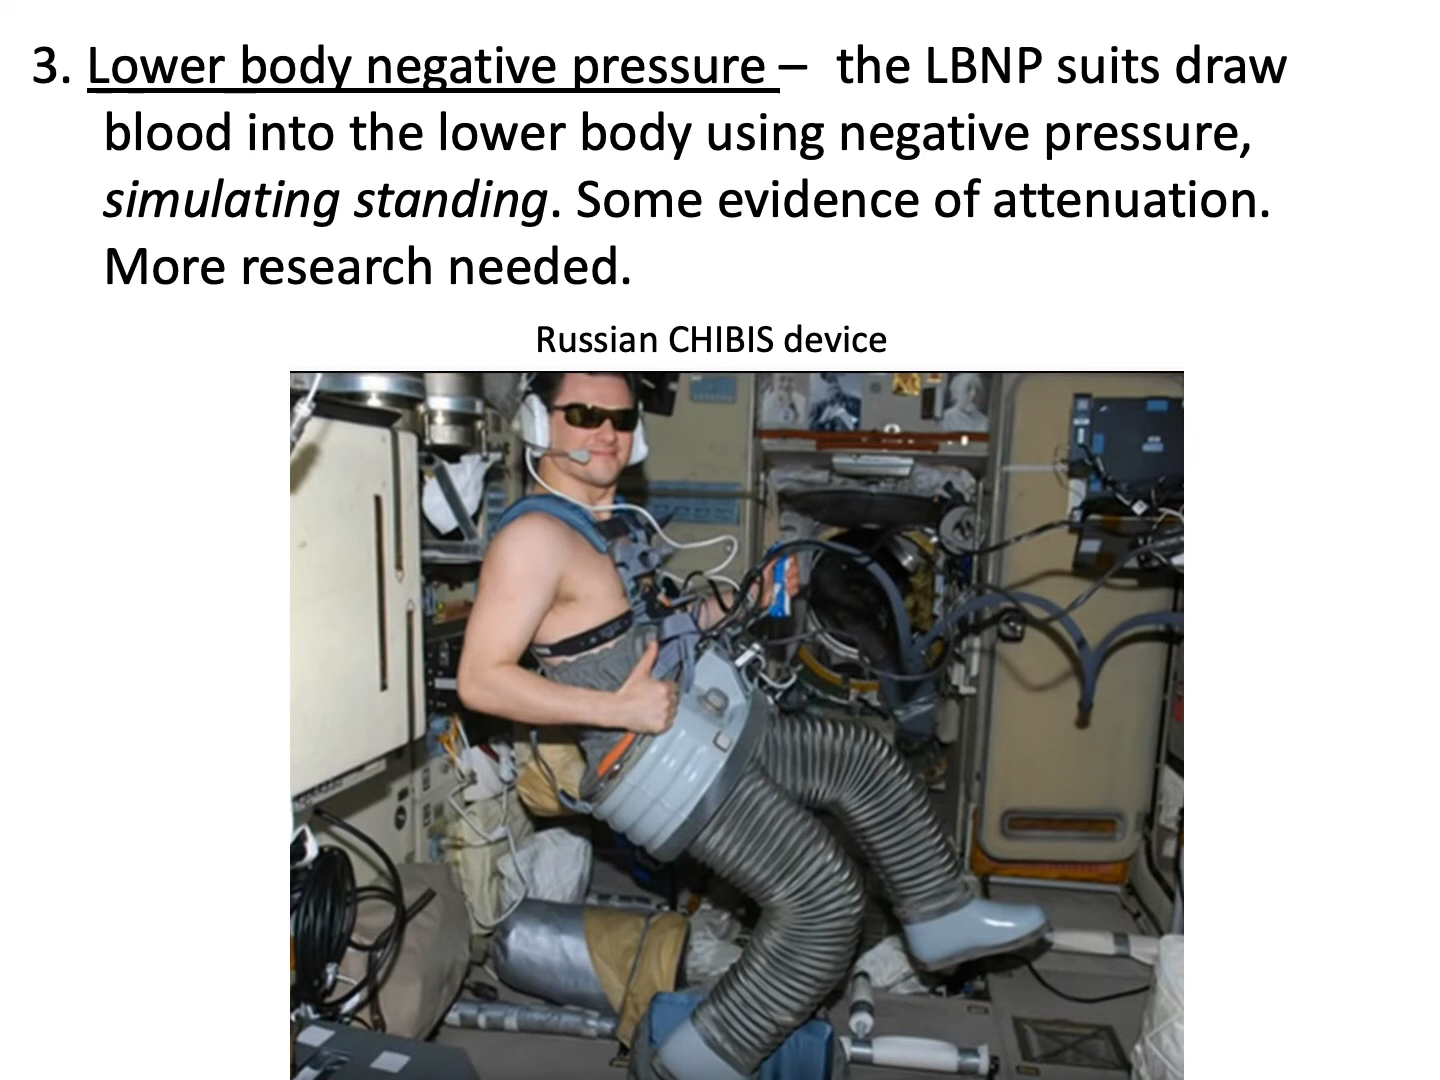 3. Lower body negative pressure – the LBNP suits draw
blood into the lower body using negative pressure,
simulating standing. Some evidence of attenuation.
More research needed.
Russian CHIBIS device